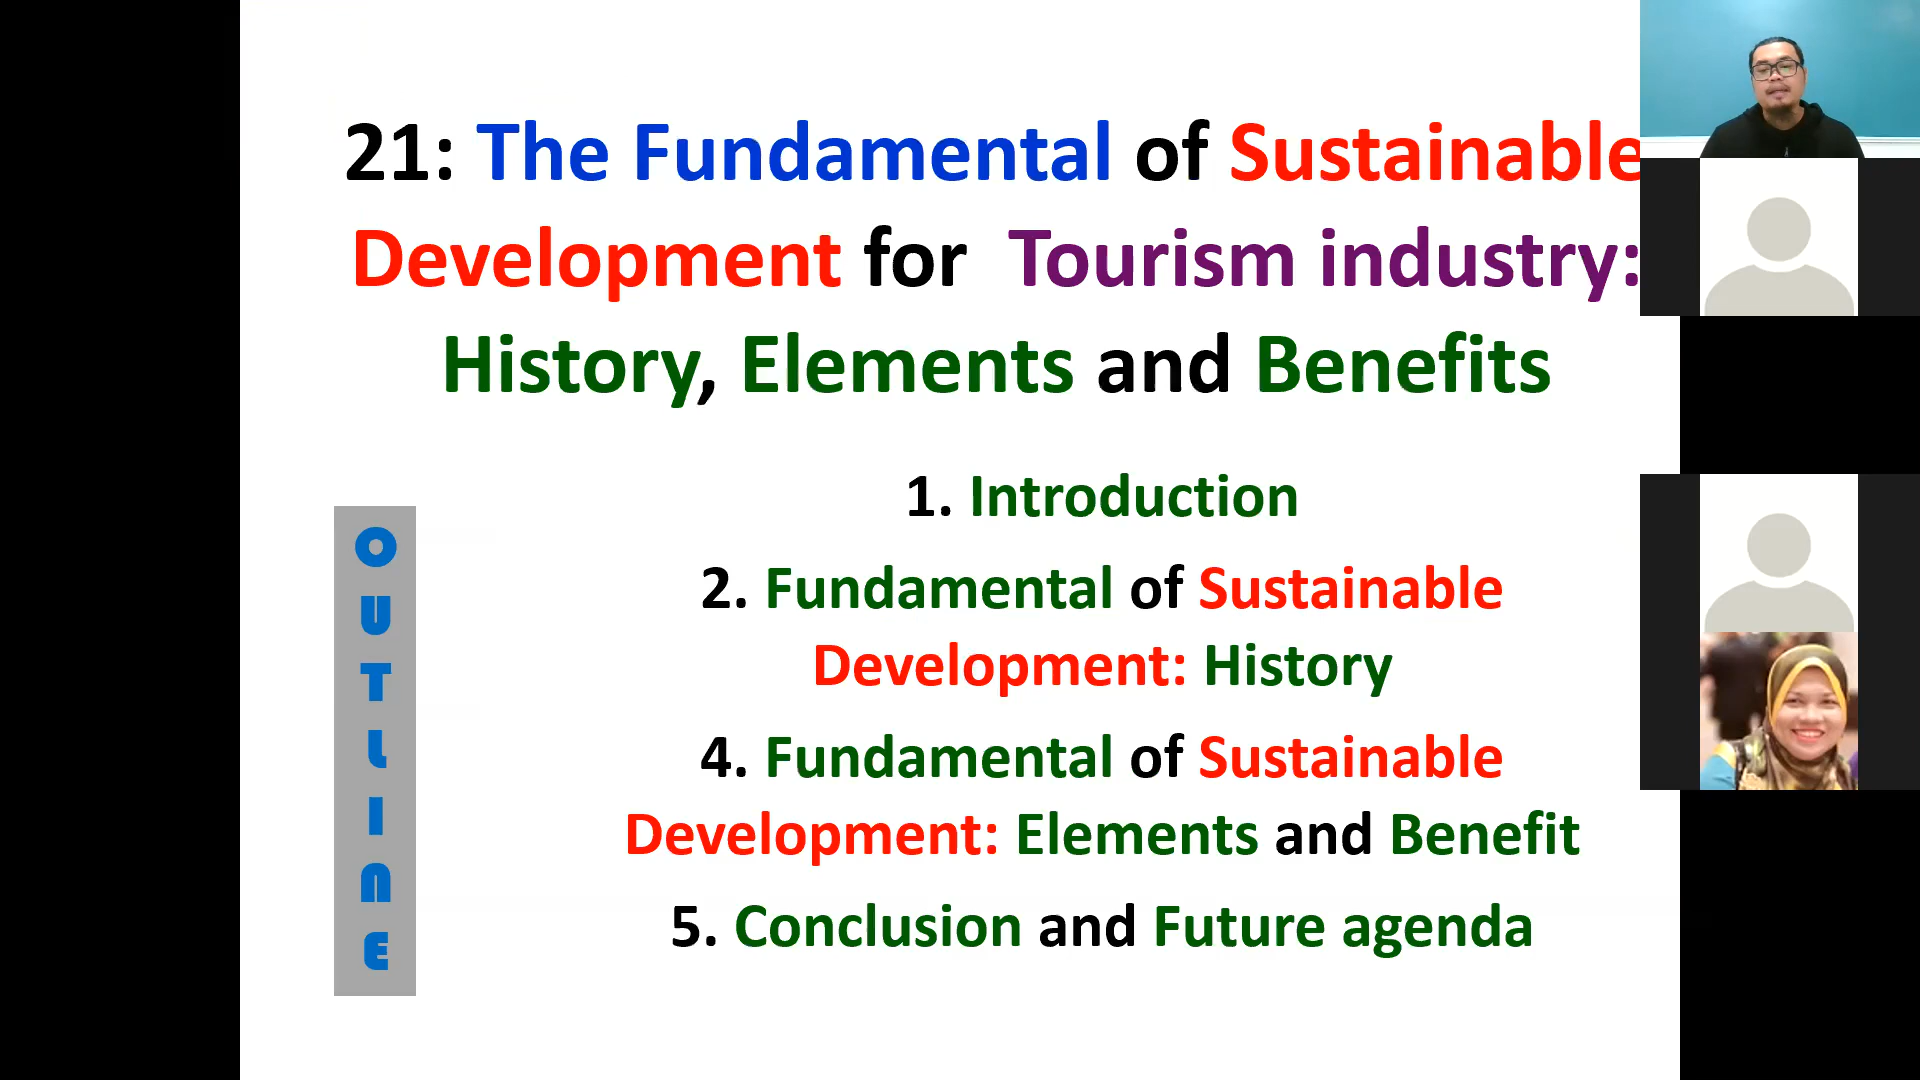 21: The Fundamental of Sustainable
Development for Tourism industry:
History, Elements and Benefits
OUTLINE
1. Introduction
2. Fundamental of Sustainable
Development: History
4. Fundamental of Sustainable
Development: Elements and Benefit
5. Conclusion and Future agenda